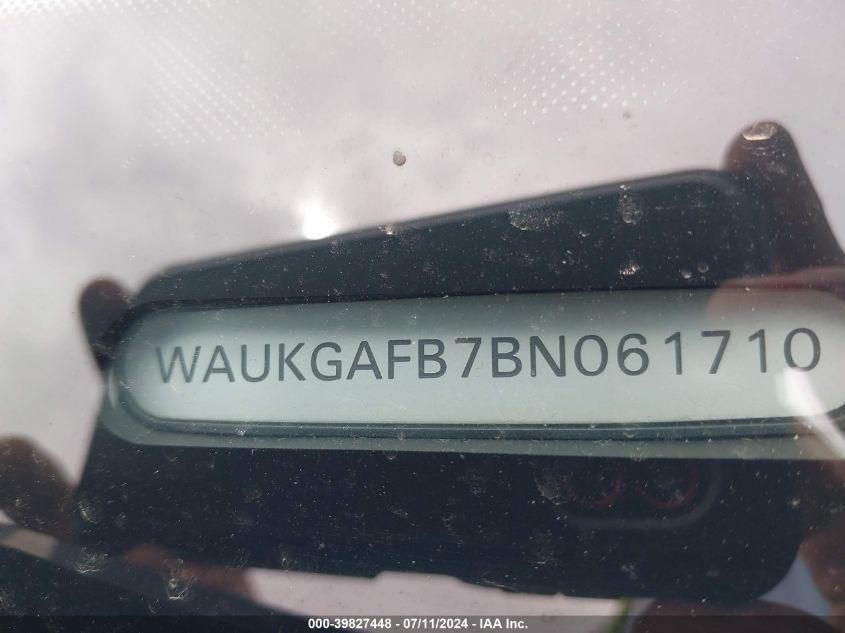 WAUKGAFB7BN061710
000-39827448 - 07/11/2024 - IAA Inc.